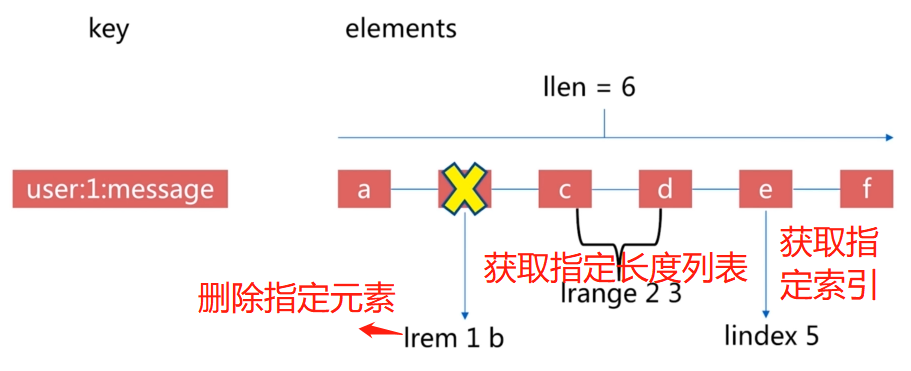 key
elements
llen = 6
user:1:message
a
c
d
e
f
获取指定长度列表
获取指
定索引
lrange 2 3
删除指定元素
lrem 1 b
lindex 5